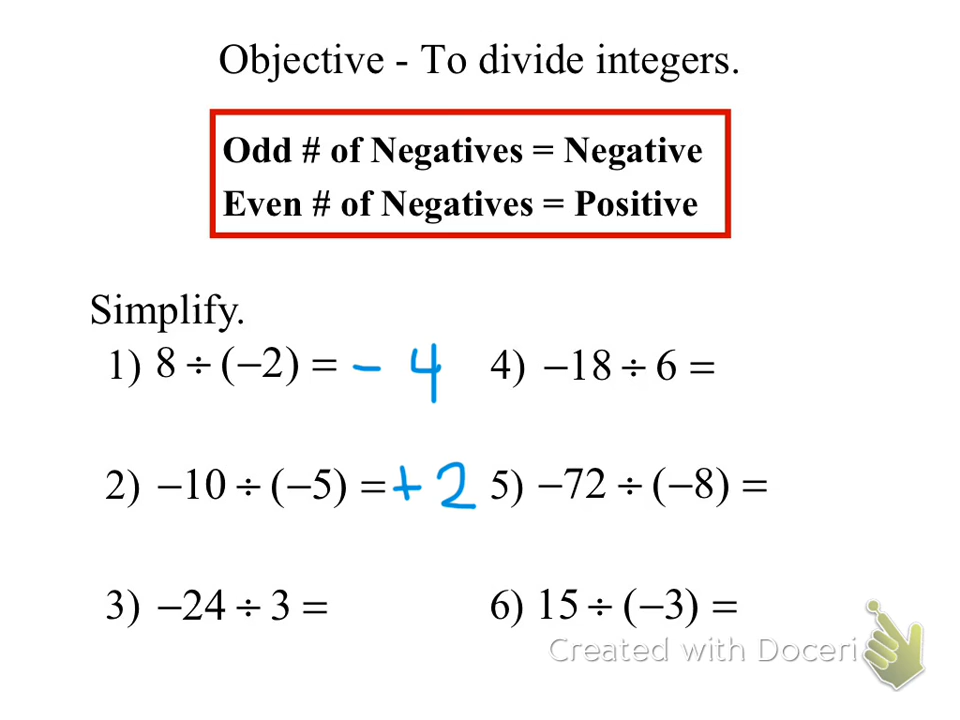 Objective - To divide integers.
Odd # of Negatives = Negative
Even # of Negatives = Positive
Simplify.
1) 8 ÷ (−2) = − 4
2) −10 ÷ (−5) = + 2
3) −24 ÷ 3 =
4) −18 ÷ 6 =
5) −72 ÷ (−8) =
6) 15 ÷ (−3) =
Created with Doceri